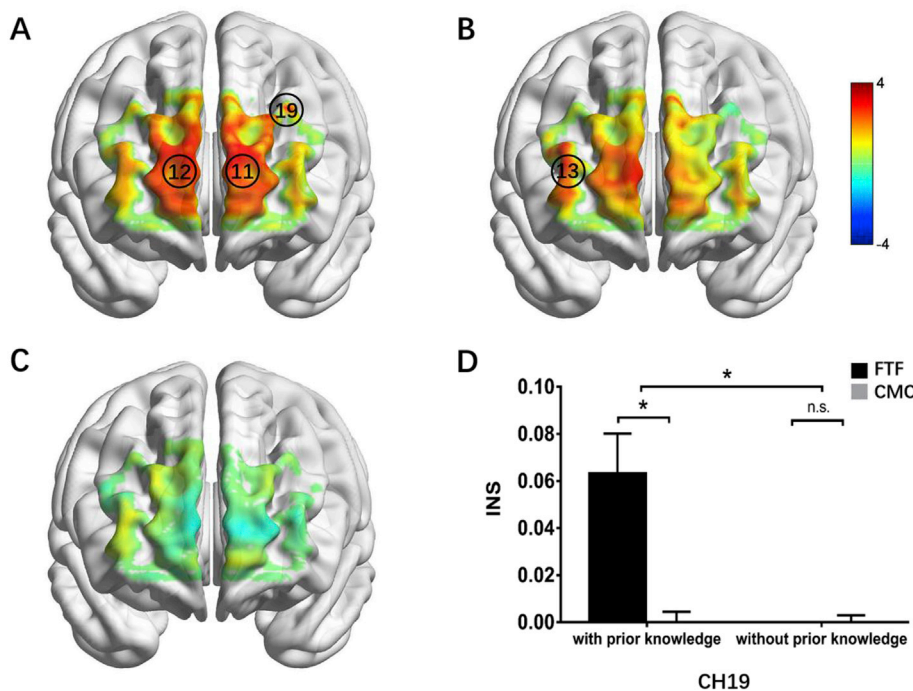 A
12
11
19
B
13
4
-4
C
D
FTF
CMC
*
*
n.s.
0.10
0.08
0.06
0.04
0.02
0.00
INS
with prior knowledge
without prior knowledge
CH19